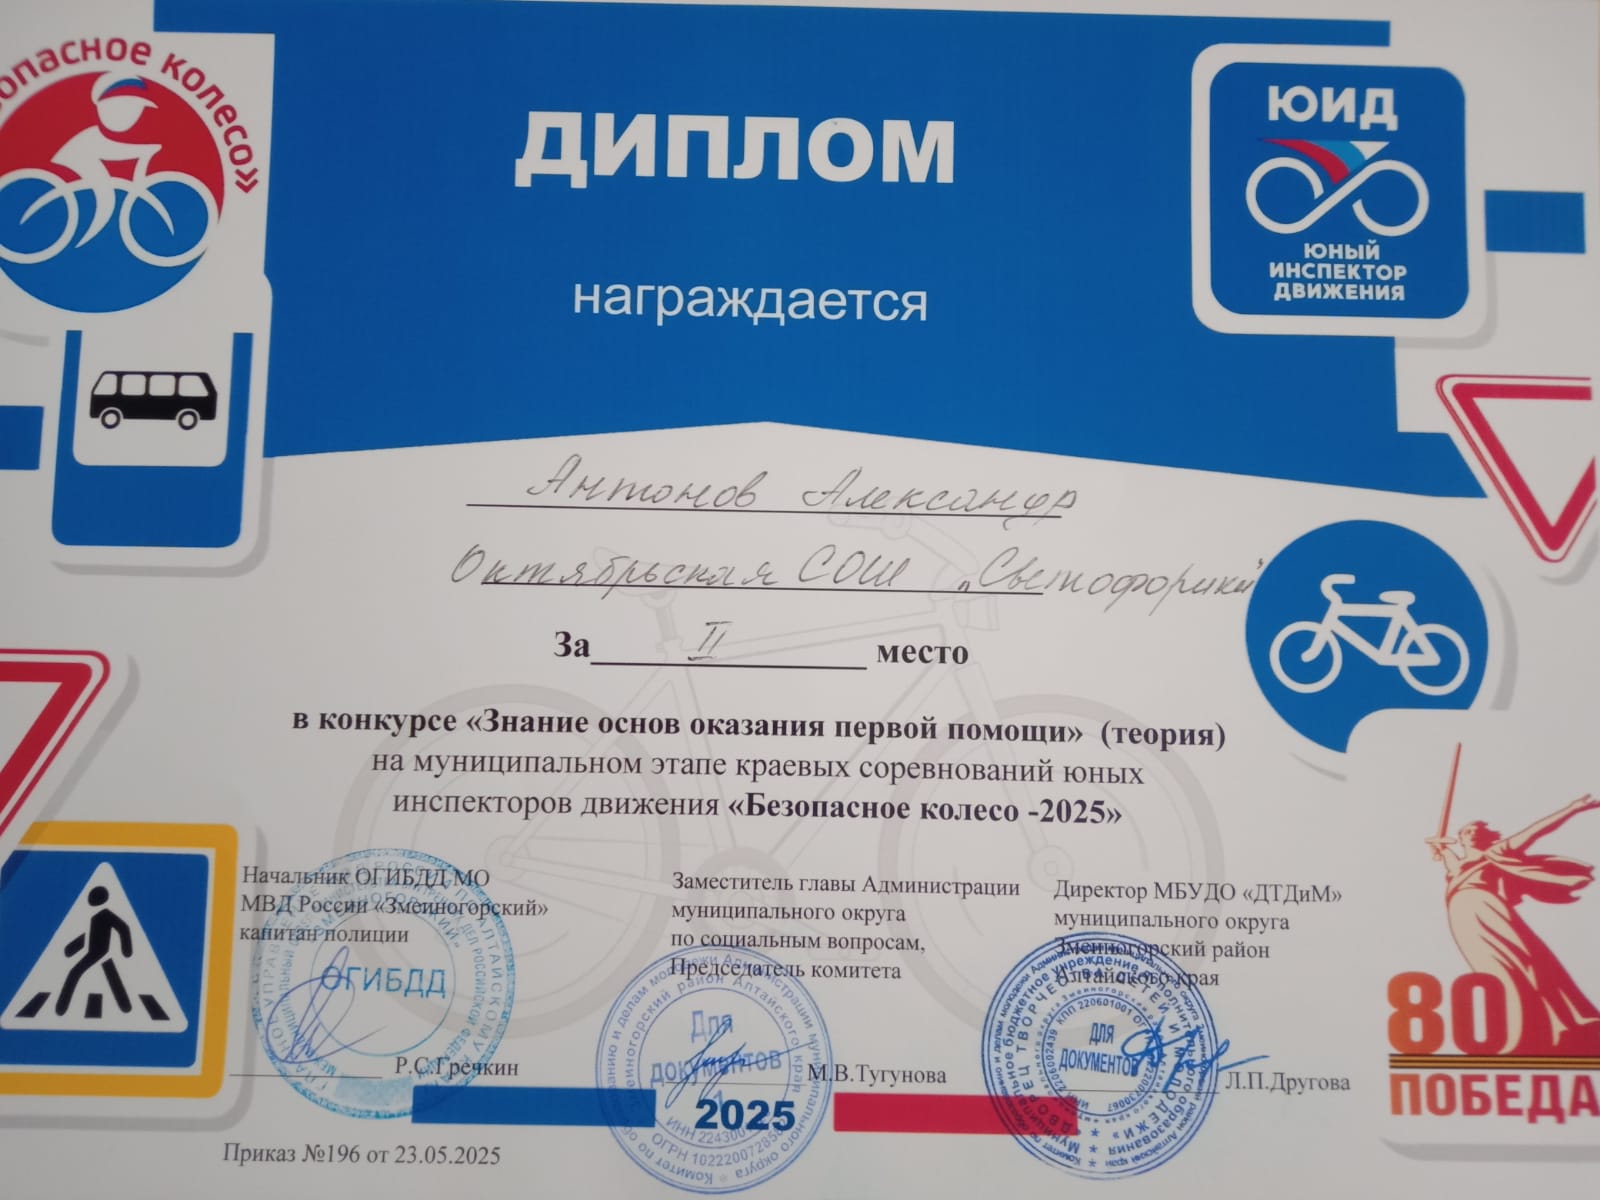 опасное колесо»
ДИПЛОМ
награждается
ЮИД
ЮНЫЙ
ИНСПЕКТОР
ДВИЖЕНИЯ
Антонов Александр
Октябрьская СОШ „Светофорики"
За II место
в конкурсе «Знание основ оказания первой помощи» (теория)
на муниципальном этапе краевых соревнований юных
инспекторов движения «Безопасное колесо -2025»
Начальник ОГИБДД МО
МВД России «Змеиногорский»
капитан полиции
ОГИБДД
Р.С.Гречкин
Заместитель главы Администрации
муниципального округа
по социальным вопросам,
Председатель комитета
Для
документов
М.В.Тугунова
Директор МБУДО «ДТДиМ»
муниципального округа
Змеиногорский район
Алтайского края
ДЛЯ
ДОКУМЕНТОВ
Л.П.Другова
80
ПОБЕДА
2025
Приказ №196 от 23.05.2025